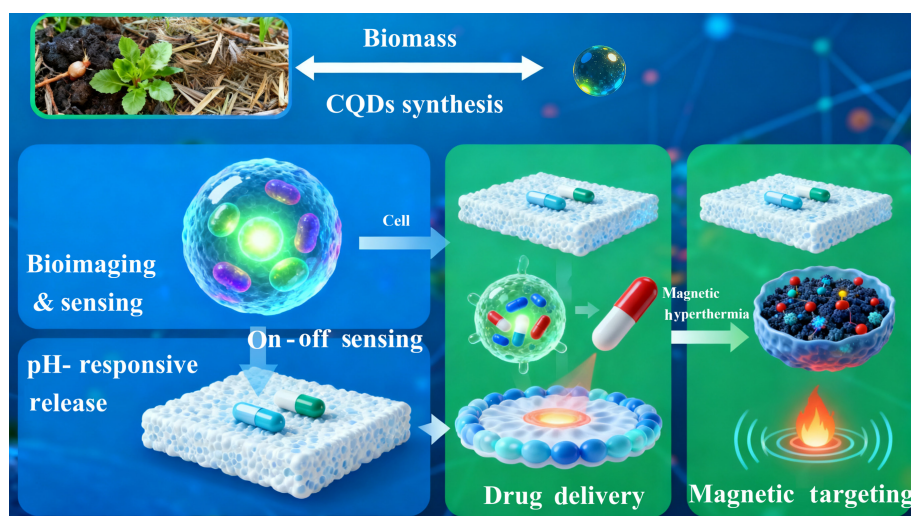 Biomass
CQDs synthesis
Bioimaging
& sensing
Cell
On-off sensing
pH- responsive
release
Magnetic
hyperthermia
Drug delivery
Magnetic targeting